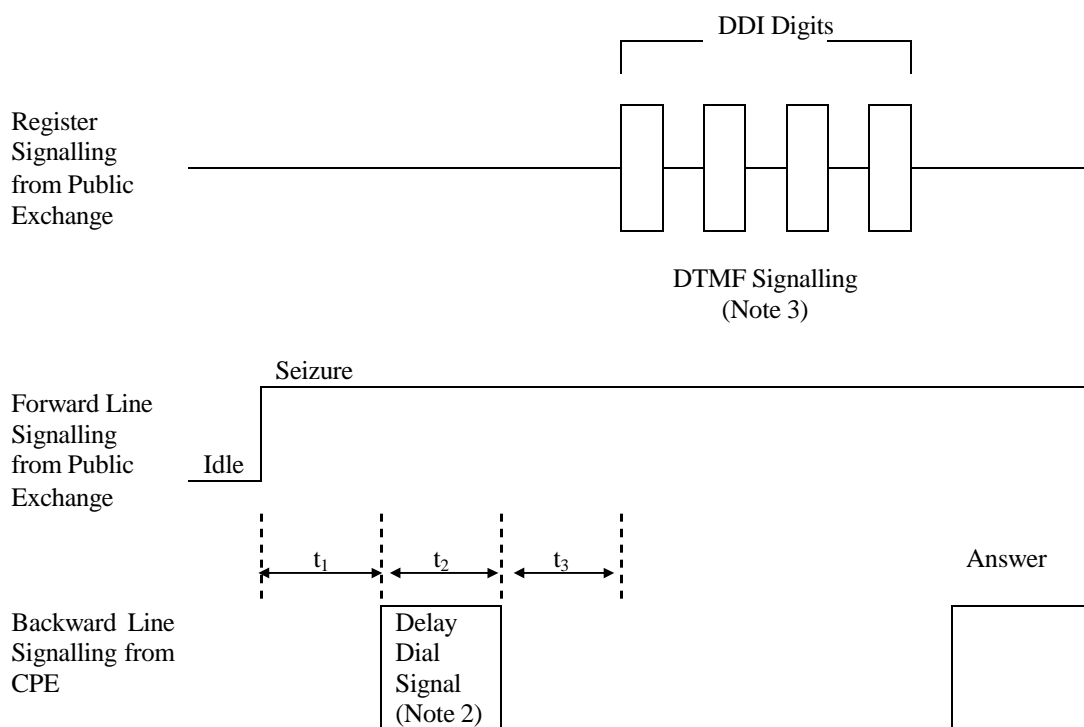 DDI Digits
Register
Signalling
from Public
Exchange
DTMF Signalling
(Note 3)
Seizure
Forward Line
Signalling
from Public
Exchange
Idle
t₁
t₂
t₃
Answer
Backward Line
Signalling from
CPE
Delay
Dial
Signal
(Note 2)